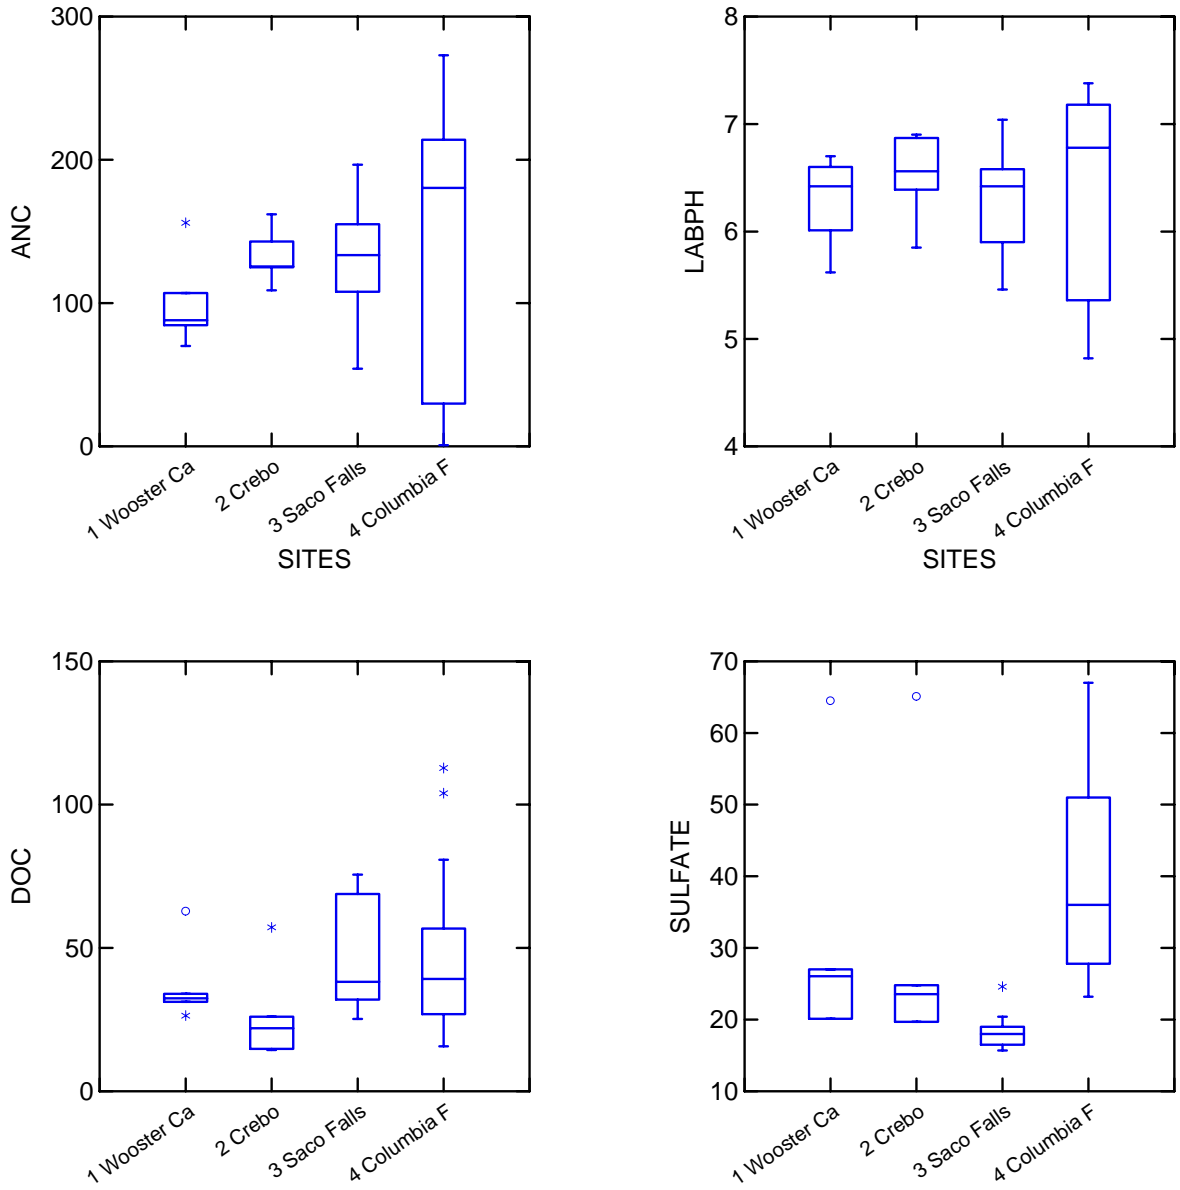 300
200
100
0
ANC
1 Wooster Ca
2 Crebo
3 Saco Falls
4 Columbia F
SITES
8
7
6
5
4
LABPH
1 Wooster Ca
2 Crebo
3 Saco Falls
4 Columbia F
SITES
150
100
50
0
DOC
1 Wooster Ca
2 Crebo
3 Saco Falls
4 Columbia F
70
60
50
40
30
20
10
SULFATE
1 Wooster Ca
2 Crebo
3 Saco Falls
4 Columbia F